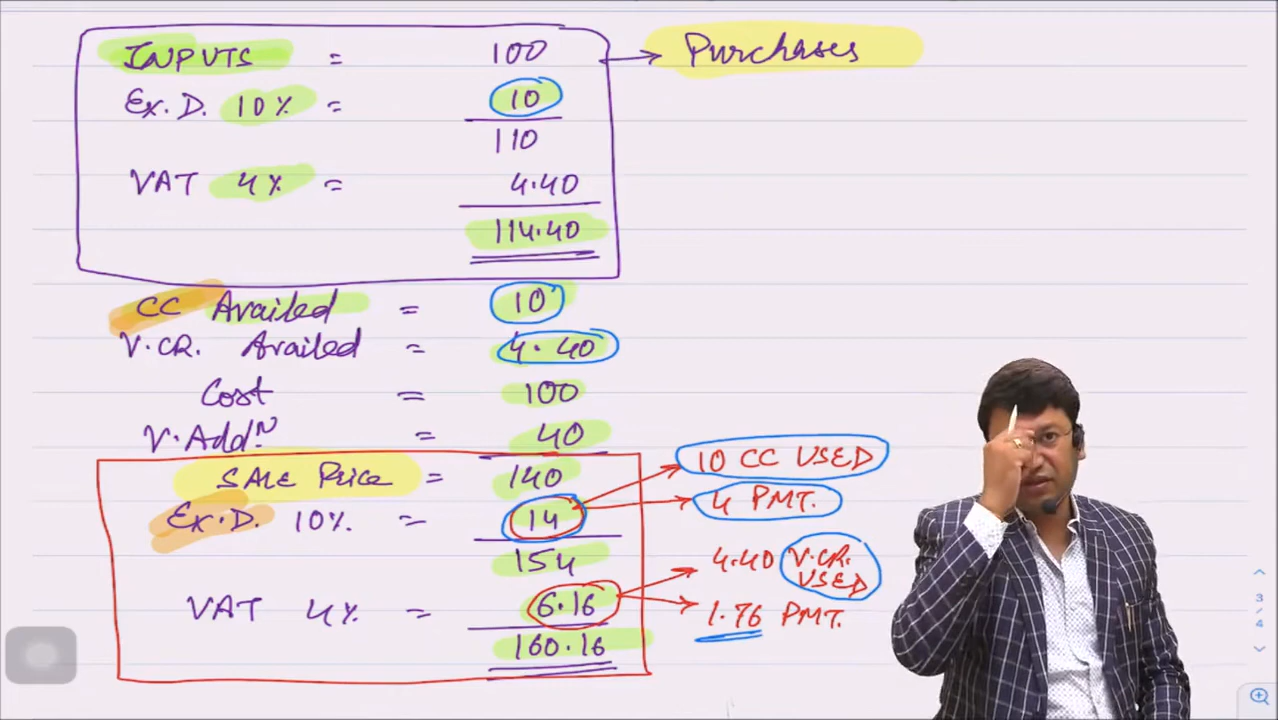 INPUTS = 100 → Purchases
Ex. D. 10% = 10
110
VAT 4% = 4.40
114.40
CC Availed = 10
V.CR. Availed = 4.40
Cost = 100
V.Addn = 40
SALE Price = 140
10 CC USED
Ex.D. 10% = 14
4 PMT.
154
4.40 V.CR. USED
VAT 4% = 6.16
1.76 PMT.
160.16
3
4